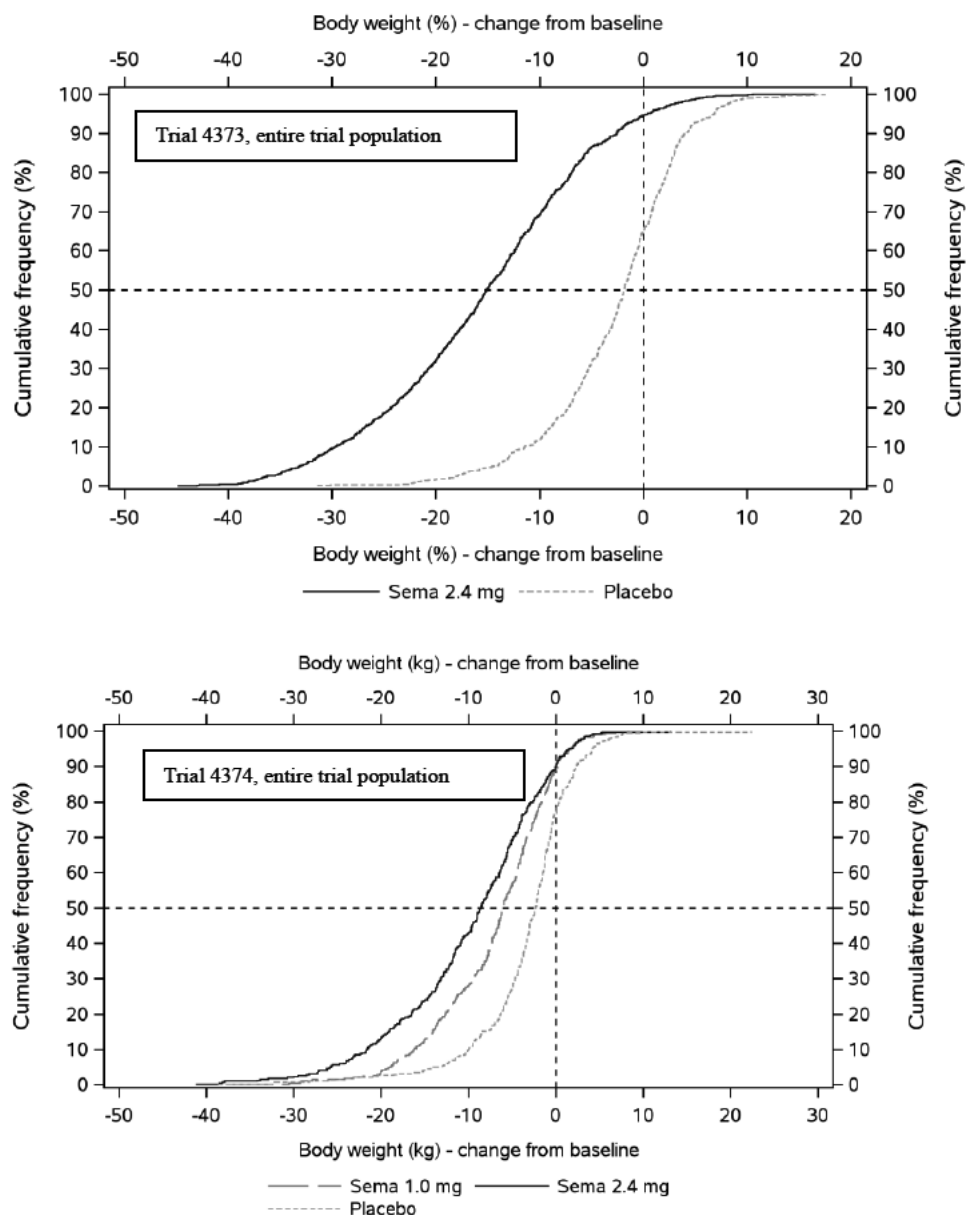 Body weight (%) - change from baseline
-50 -40 -30 -20 -10 0 10 20
Trial 4373, entire trial population
Cumulative frequency (%)
100
90
80
70
60
50
40
30
20
10
0
100
90
80
70
60
50
40
30
20
10
0
Cumulative frequency (%)
-50 -40 -30 -20 -10 0 10 20
Body weight (%) - change from baseline
Sema 2.4 mg Placebo
Body weight (kg) - change from baseline
-50 -40 -30 -20 -10 0 10 20 30
Trial 4374, entire trial population
Cumulative frequency (%)
100
90
80
70
60
50
40
30
20
10
0
100
90
80
70
60
50
40
30
20
10
0
Cumulative frequency (%)
-50 -40 -30 -20 -10 0 10 20 30
Body weight (kg) - change from baseline
Sema 1.0 mg Sema 2.4 mg
Placebo